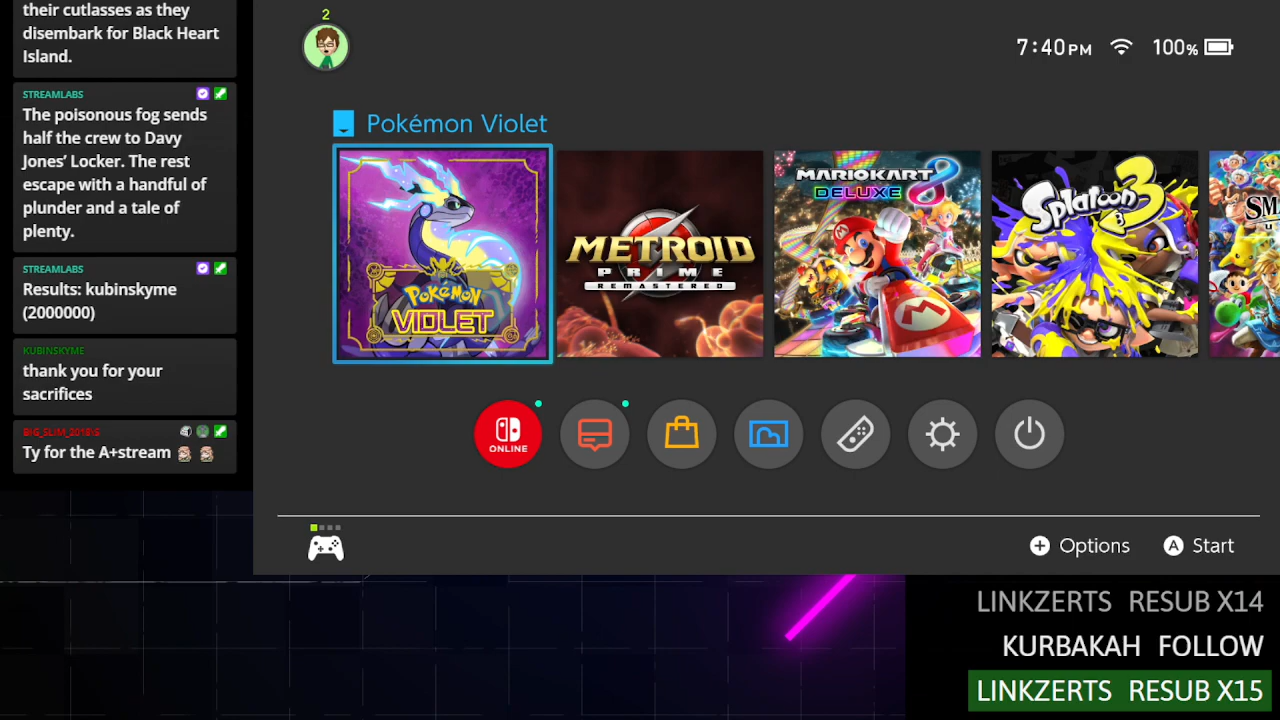 their cutlasses as they
disembark for Black Heart
Island.
STREAMLABS
The poisonous fog sends
half the crew to Davy
Jones’ Locker. The rest
escape with a handful of
plunder and a tale of
plenty.
STREAMLABS
Results: kubinskyme
(2000000)
KUBINSKYME
thank you for your
sacrifices
BIG_SLIM_2018IS
Ty for the A+stream
2
7:40PM
100%
Pokémon Violet
POKÉMON
VIOLET
METROID
PRIME
REMASTERED
MARIOKART 8
DELUXE
Splatoon 3
SM
ONLINE
+ Options
A Start
LINKZERTS RESUB X14
KURBAKAH FOLLOW
LINKZERTS RESUB X15